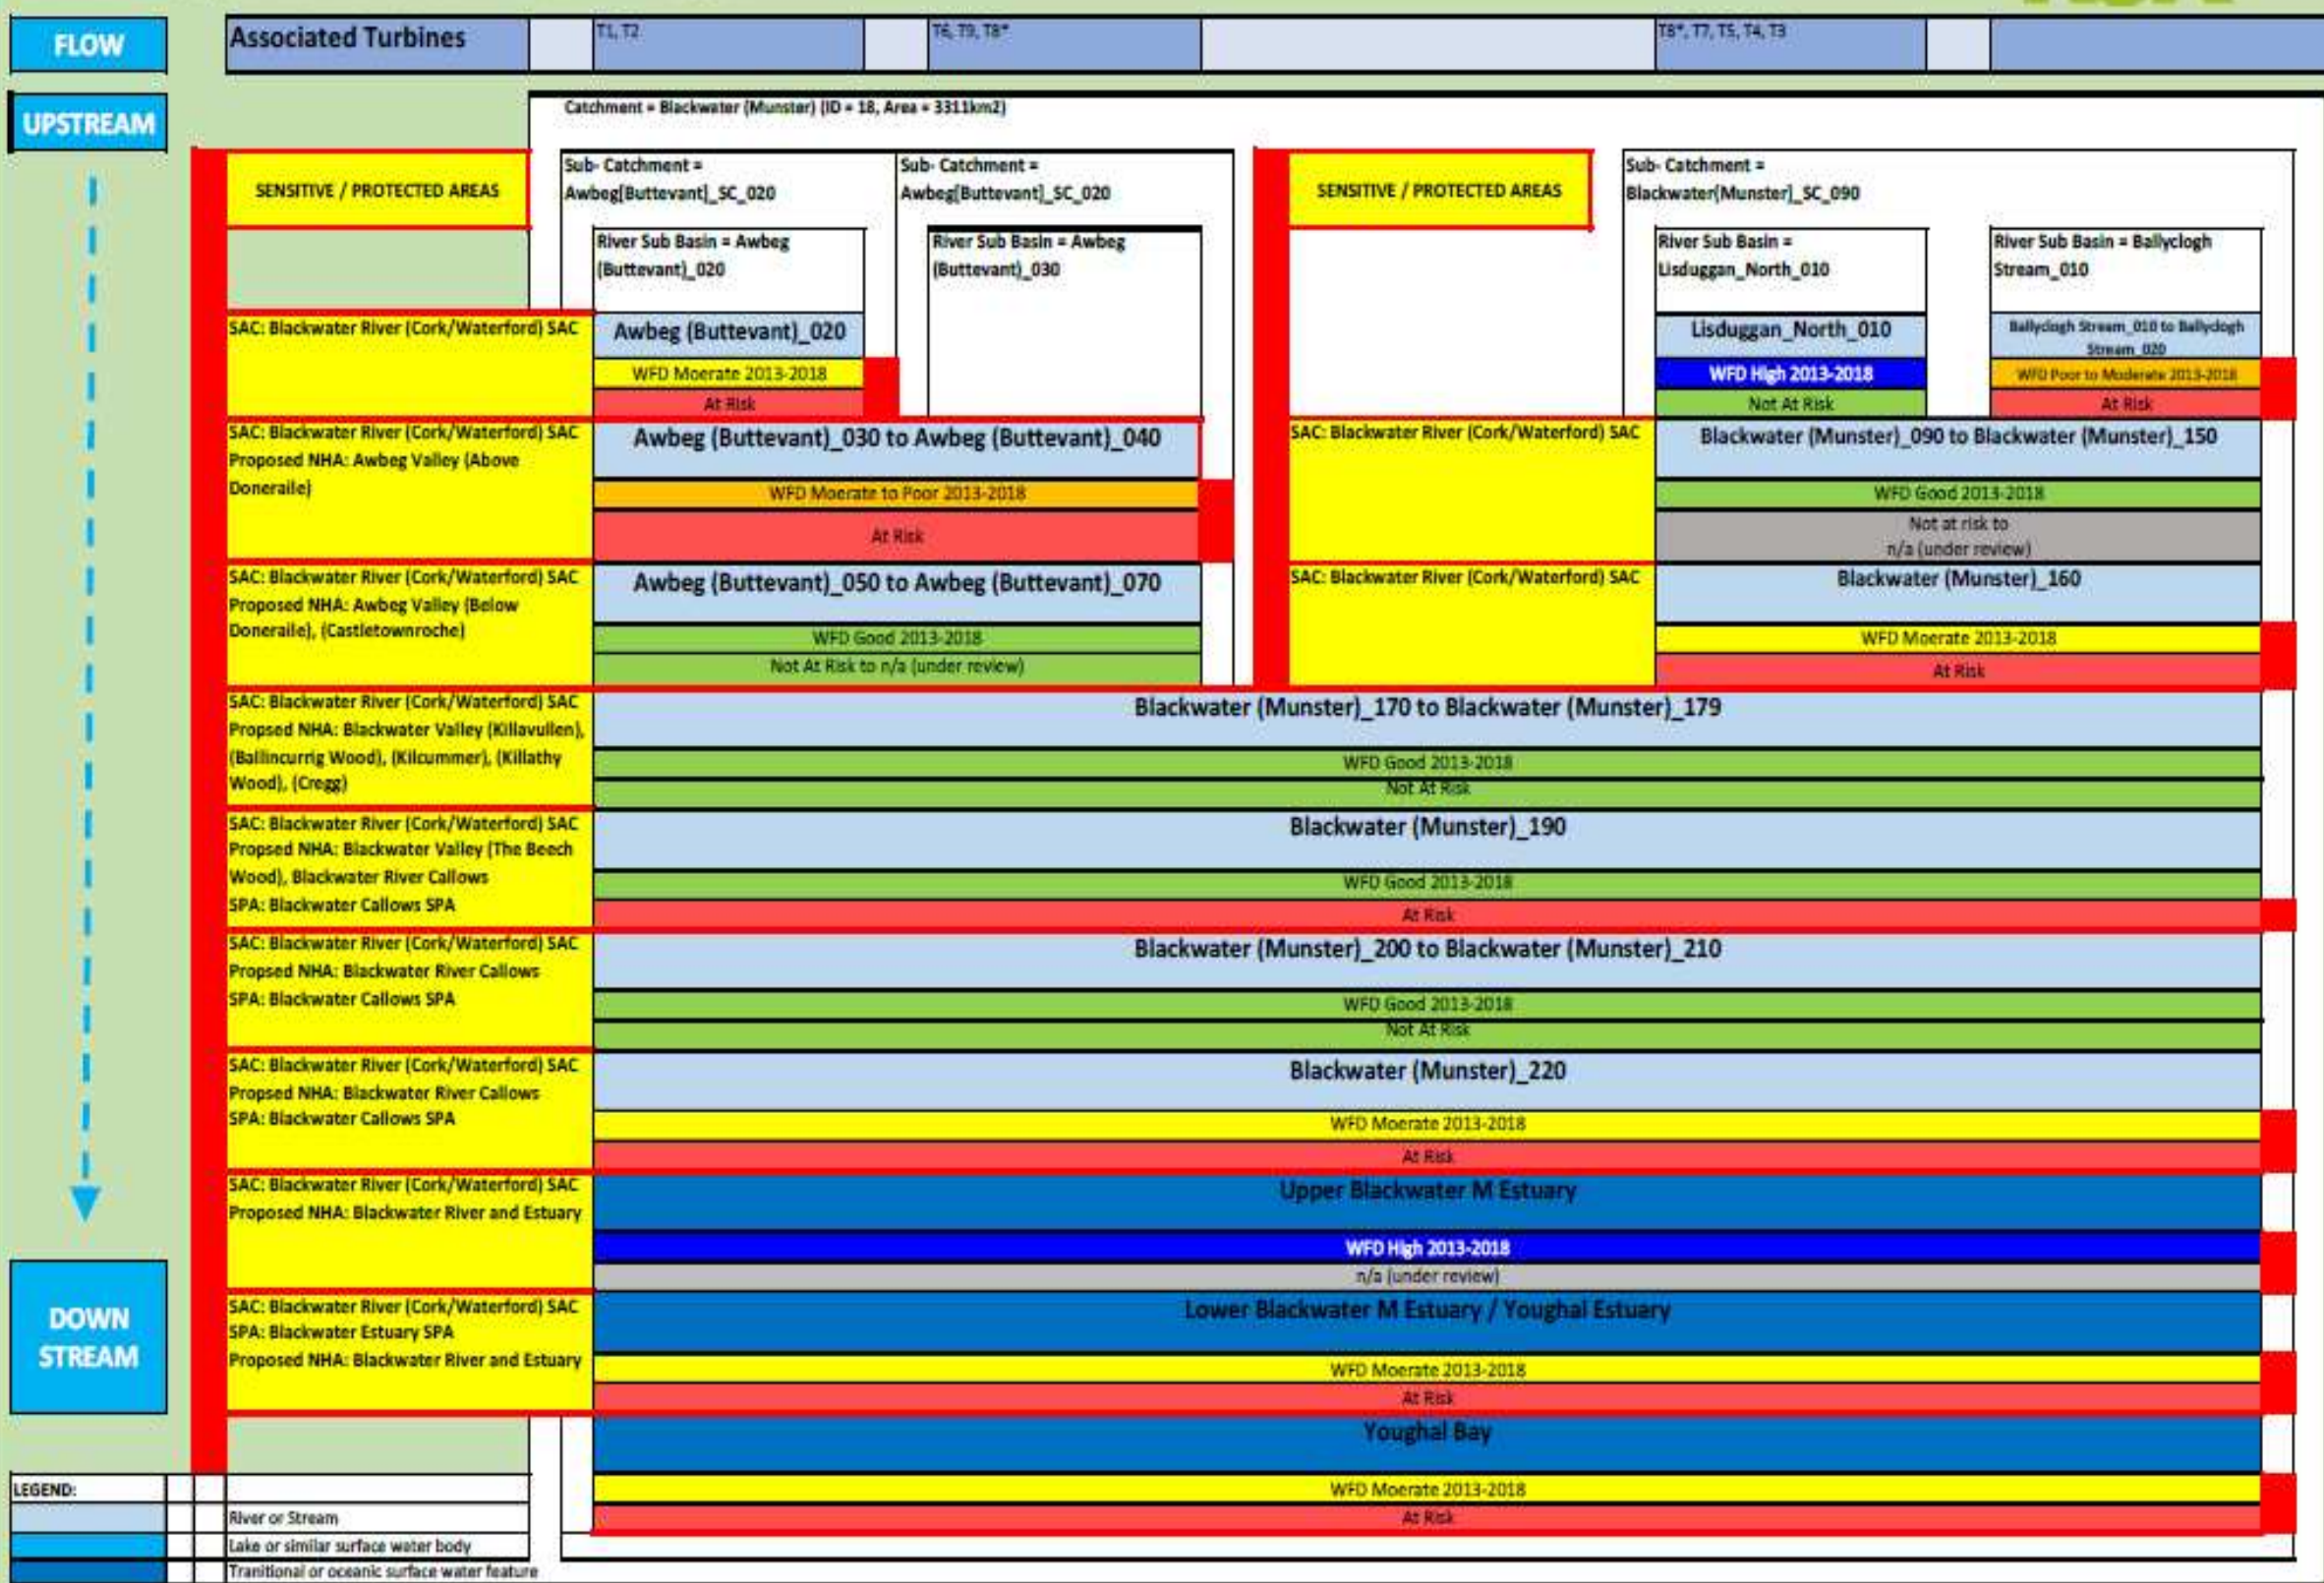 FLOW
Associated Turbines
T1, T2
T6, T9, T8*
T8*, T7, T5, T4, T3
UPSTREAM
Catchment = Blackwater (Munster) (ID = 18, Area = 3311km2)
SENSITIVE / PROTECTED AREAS
Sub- Catchment =
Awbeg[Buttevant]_SC_020
Sub- Catchment =
Awbeg[Buttevant]_SC_020
SENSITIVE / PROTECTED AREAS
Sub- Catchment =
Blackwater[Munster]_SC_090
River Sub Basin = Awbeg
(Buttevant)_020
River Sub Basin = Awbeg
(Buttevant)_030
River Sub Basin =
Lisduggan_North_010
River Sub Basin = Ballyclogh
Stream_010
SAC: Blackwater River (Cork/Waterford) SAC
Awbeg (Buttevant)_020
WFD Moerate 2013-2018
At Risk
Lisduggan_North_010
WFD High 2013-2018
Not At Risk
Ballyclogh Stream_010 to Ballyclogh
Stream_020
WFD Poor to Moderate 2013-2018
At Risk
SAC: Blackwater River (Cork/Waterford) SAC
Proposed NHA: Awbeg Valley (Above
Doneraile)
Awbeg (Buttevant)_030 to Awbeg (Buttevant)_040
WFD Moerate to Poor 2013-2018
At Risk
SAC: Blackwater River (Cork/Waterford) SAC
Blackwater (Munster)_090 to Blackwater (Munster)_150
WFD Good 2013-2018
Not at risk to
n/a (under review)
SAC: Blackwater River (Cork/Waterford) SAC
Proposed NHA: Awbeg Valley (Below
Doneraile), (Castletownroche)
Awbeg (Buttevant)_050 to Awbeg (Buttevant)_070
WFD Good 2013-2018
Not At Risk to n/a (under review)
SAC: Blackwater River (Cork/Waterford) SAC
Blackwater (Munster)_160
WFD Moerate 2013-2018
At Risk
SAC: Blackwater River (Cork/Waterford) SAC
Propsed NHA: Blackwater Valley (Killavullen),
(Ballincurrig Wood), (Kilcummer), (Killathy
Wood), (Cregg)
Blackwater (Munster)_170 to Blackwater (Munster)_179
WFD Good 2013-2018
Not At Risk
SAC: Blackwater River (Cork/Waterford) SAC
Propsed NHA: Blackwater Valley (The Beech
Wood), Blackwater River Callows
SPA: Blackwater Callows SPA
Blackwater (Munster)_190
WFD Good 2013-2018
At Risk
SAC: Blackwater River (Cork/Waterford) SAC
Propsed NHA: Blackwater River Callows
SPA: Blackwater Callows SPA
Blackwater (Munster)_200 to Blackwater (Munster)_210
WFD Good 2013-2018
Not At Risk
SAC: Blackwater River (Cork/Waterford) SAC
Propsed NHA: Blackwater River Callows
SPA: Blackwater Callows SPA
Blackwater (Munster)_220
WFD Moerate 2013-2018
At Risk
SAC: Blackwater River (Cork/Waterford) SAC
Proposed NHA: Blackwater River and Estuary
Upper Blackwater M Estuary
WFD High 2013-2018
n/a (under review)
DOWN
STREAM
SAC: Blackwater River (Cork/Waterford) SAC
SPA: Blackwater Estuary SPA
Proposed NHA: Blackwater River and Estuary
Lower Blackwater M Estuary / Youghal Estuary
WFD Moerate 2013-2018
At Risk
Youghal Bay
WFD Moerate 2013-2018
At Risk
LEGEND:
River or Stream
Lake or similar surface water body
Tranitional or oceanic surface water feature